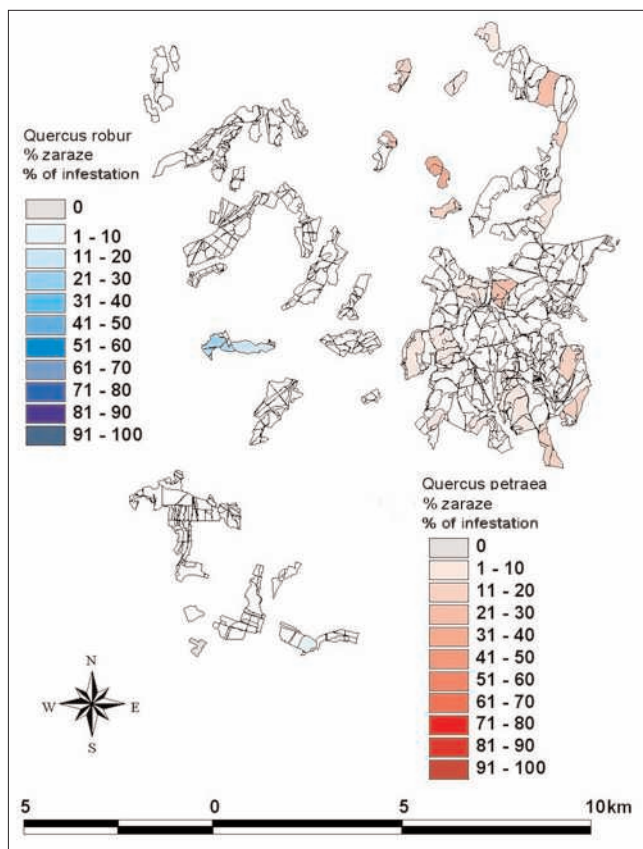 Quercus robur
% zaraze
% of infestation
0
1 - 10
11 - 20
21 - 30
31 - 40
41 - 50
51 - 60
61 - 70
71 - 80
81 - 90
91 - 100
Quercus petraea
% zaraze
% of infestation
0
1 - 10
11 - 20
21 - 30
31 - 40
41 - 50
51 - 60
61 - 70
71 - 80
81 - 90
91 - 100
N
W E
S
5 0 5 10 km